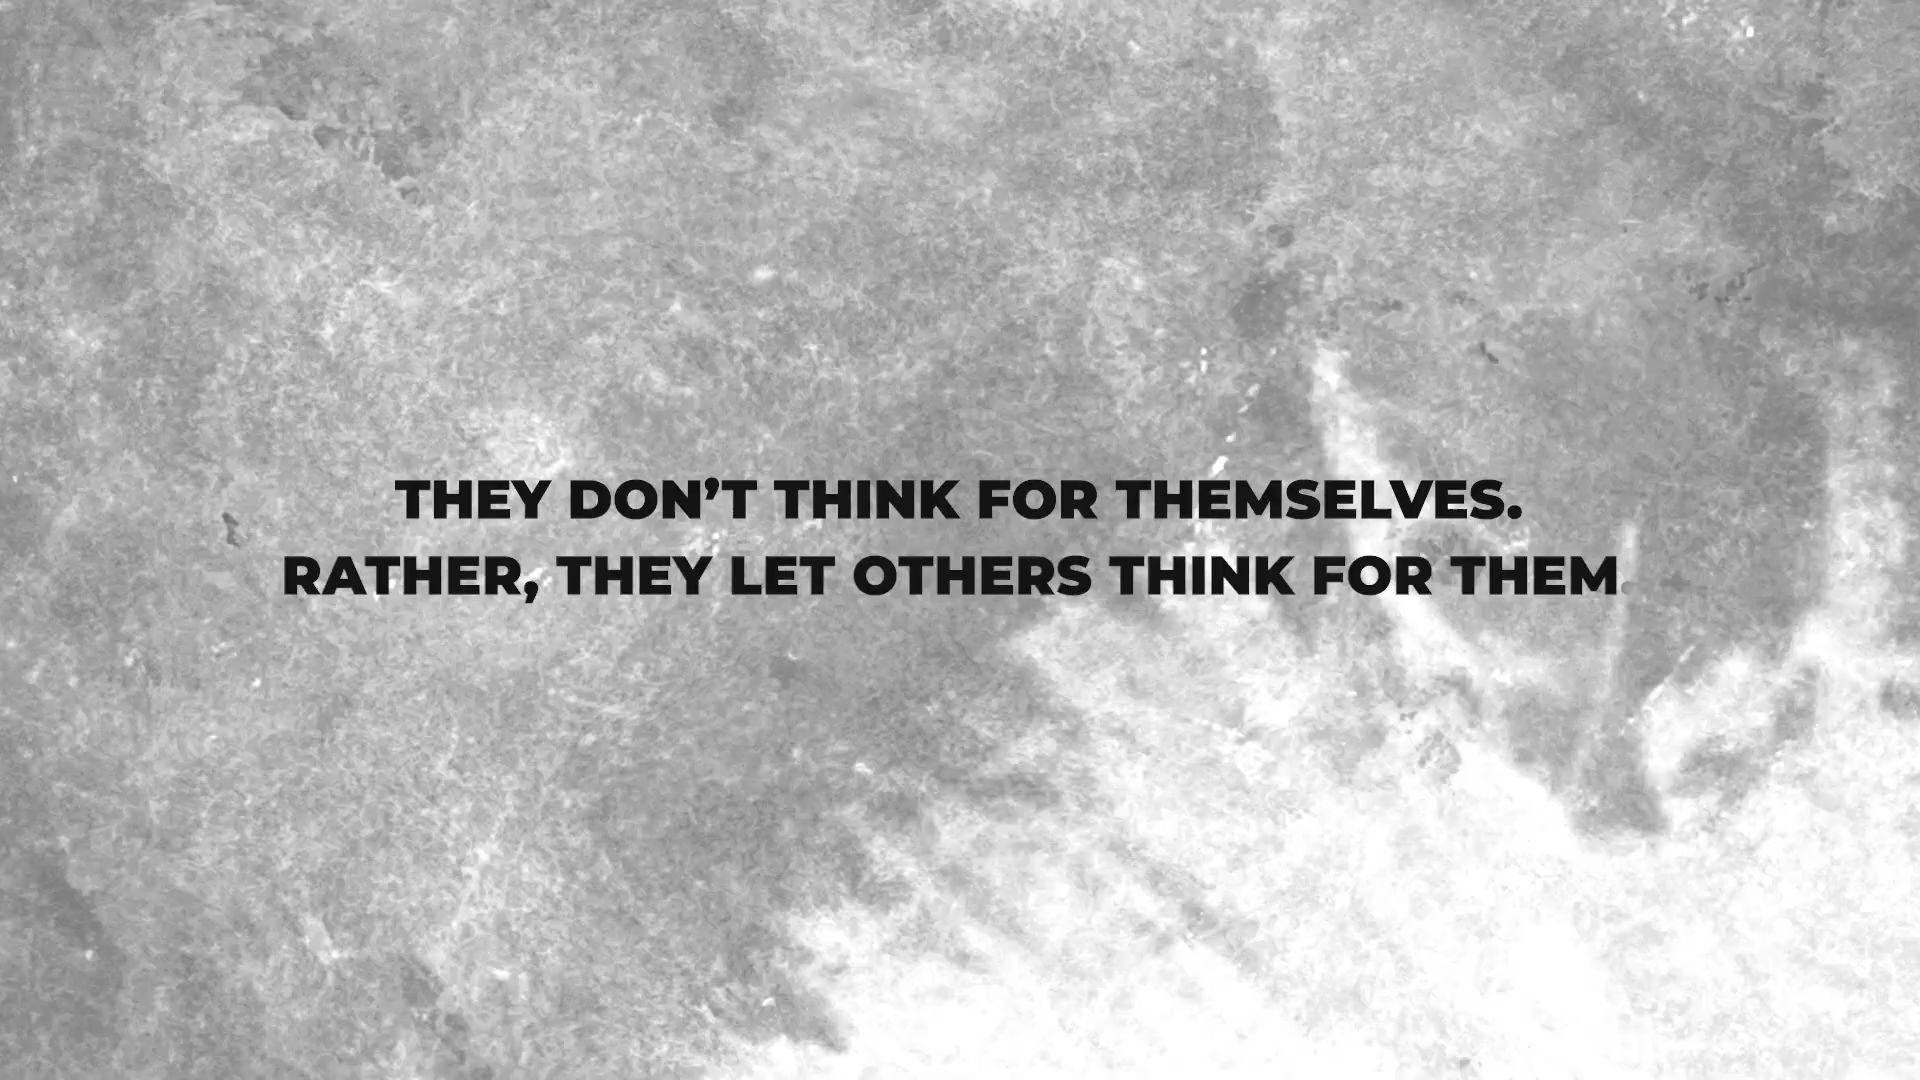 THEY DON’T THINK FOR THEMSELVES.
RATHER, THEY LET OTHERS THINK FOR THEM